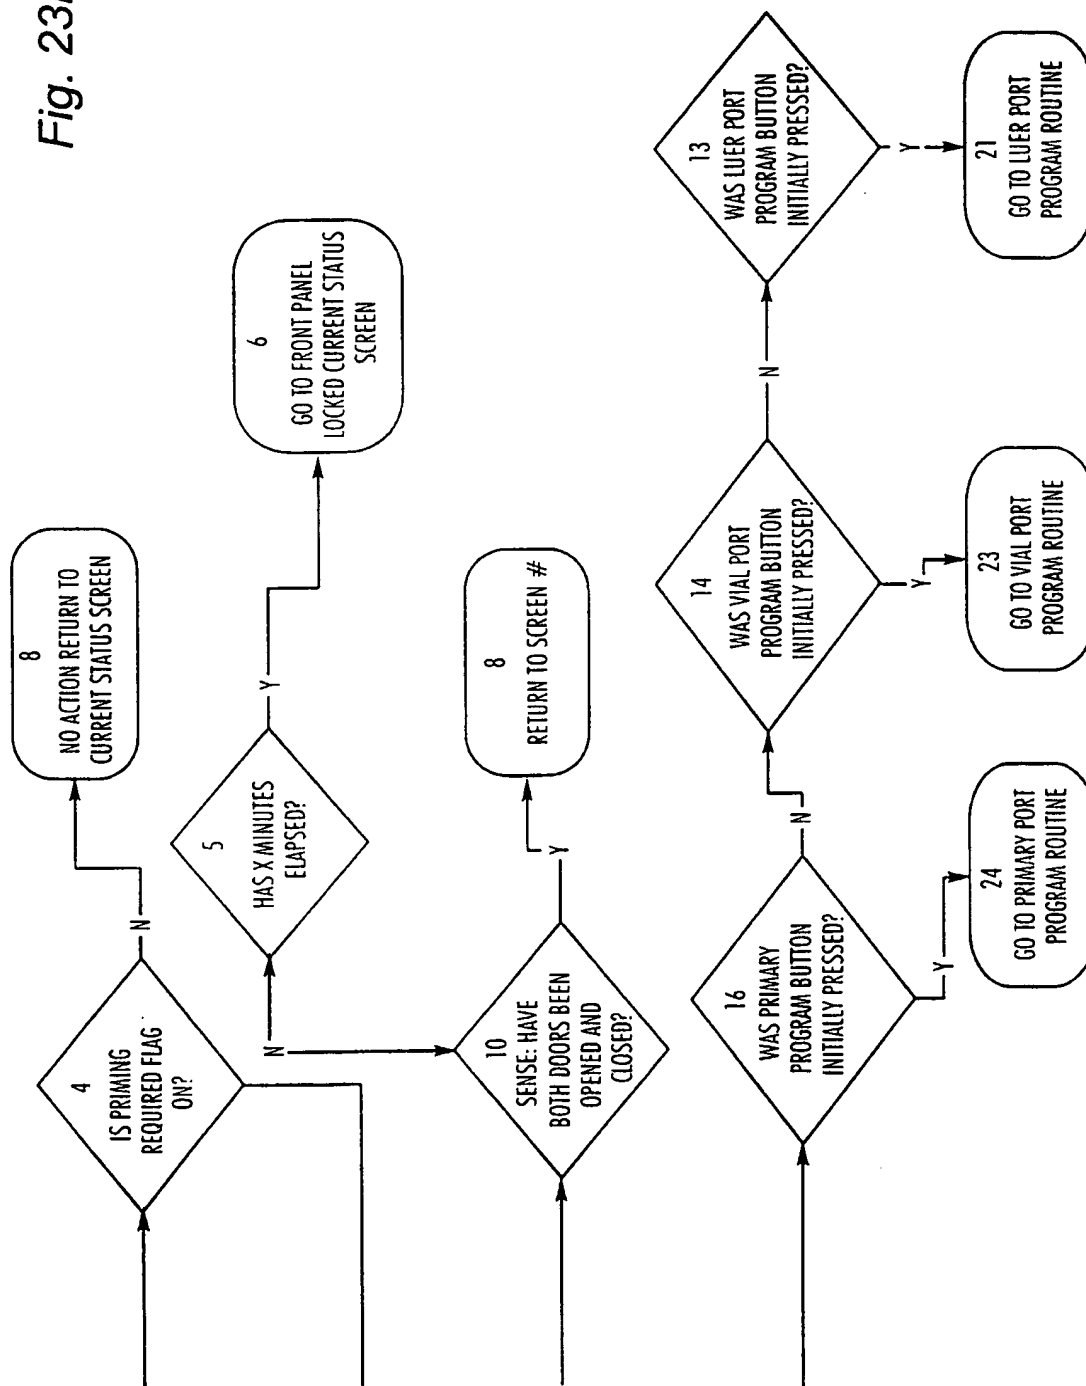 Fig. 23
4
IS PRIMING
REQUIRED FLAG
ON?
N
8
NO ACTION RETURN TO
CURRENT STATUS SCREEN
5
HAS X MINUTES
ELAPSED?
Y
N
6
GO TO FRONT PANEL
LOCKED CURRENT STATUS
SCREEN
10
SENSE: HAVE
BOTH DOORS BEEN
OPENED AND
CLOSED?
Y
8
RETURN TO SCREEN #
16
WAS PRIMARY
PROGRAM BUTTON
INITIALLY PRESSED?
N
Y
24
GO TO PRIMARY PORT
PROGRAM ROUTINE
14
WAS VIAL PORT
PROGRAM BUTTON
INITIALLY PRESSED?
N
Y
23
GO TO VIAL PORT
PROGRAM ROUTINE
13
WAS LUER PORT
PROGRAM BUTTON
INITIALLY PRESSED?
Y
21
GO TO LUER PORT
PROGRAM ROUTINE